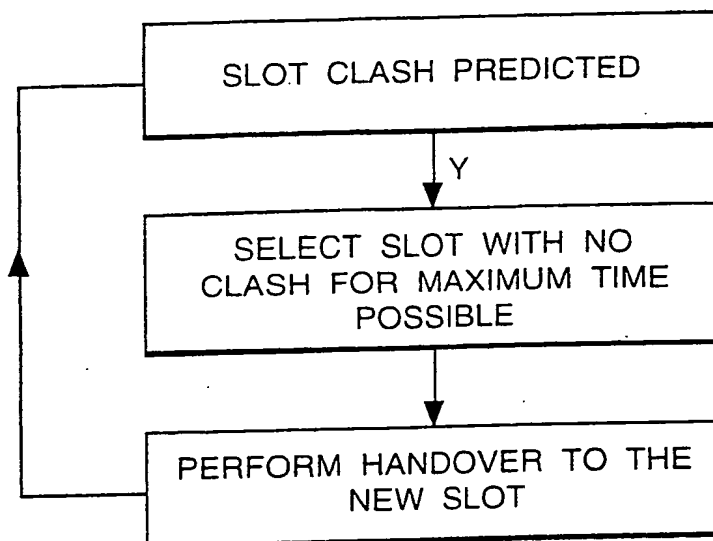 SLOT CLASH PREDICTED
Y
SELECT SLOT WITH NO
CLASH FOR MAXIMUM TIME
POSSIBLE
PERFORM HANDOVER TO THE
NEW SLOT